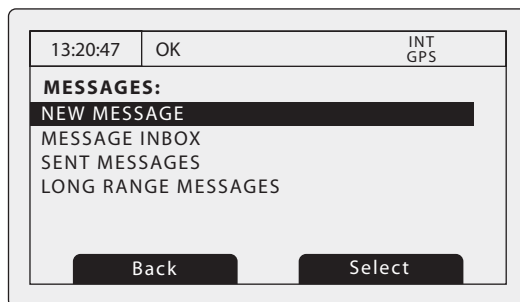 13:20:47 OK INT
GPS
MESSAGES:
NEW MESSAGE
MESSAGE INBOX
SENT MESSAGES
LONG RANGE MESSAGES
Back Select